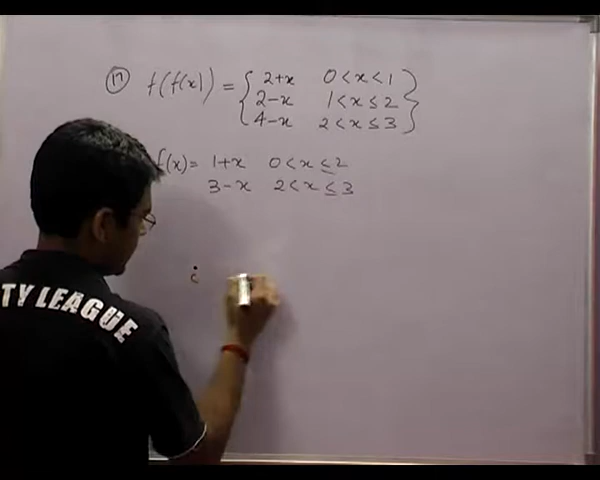 17 f(f(x)) = { 2+x 0<x<1
2-x 1<x≤2
4-x 2<x≤3 }
f(x)= 1+x 0<x≤2
3-x 2<x≤3
i
TY LEAGUE